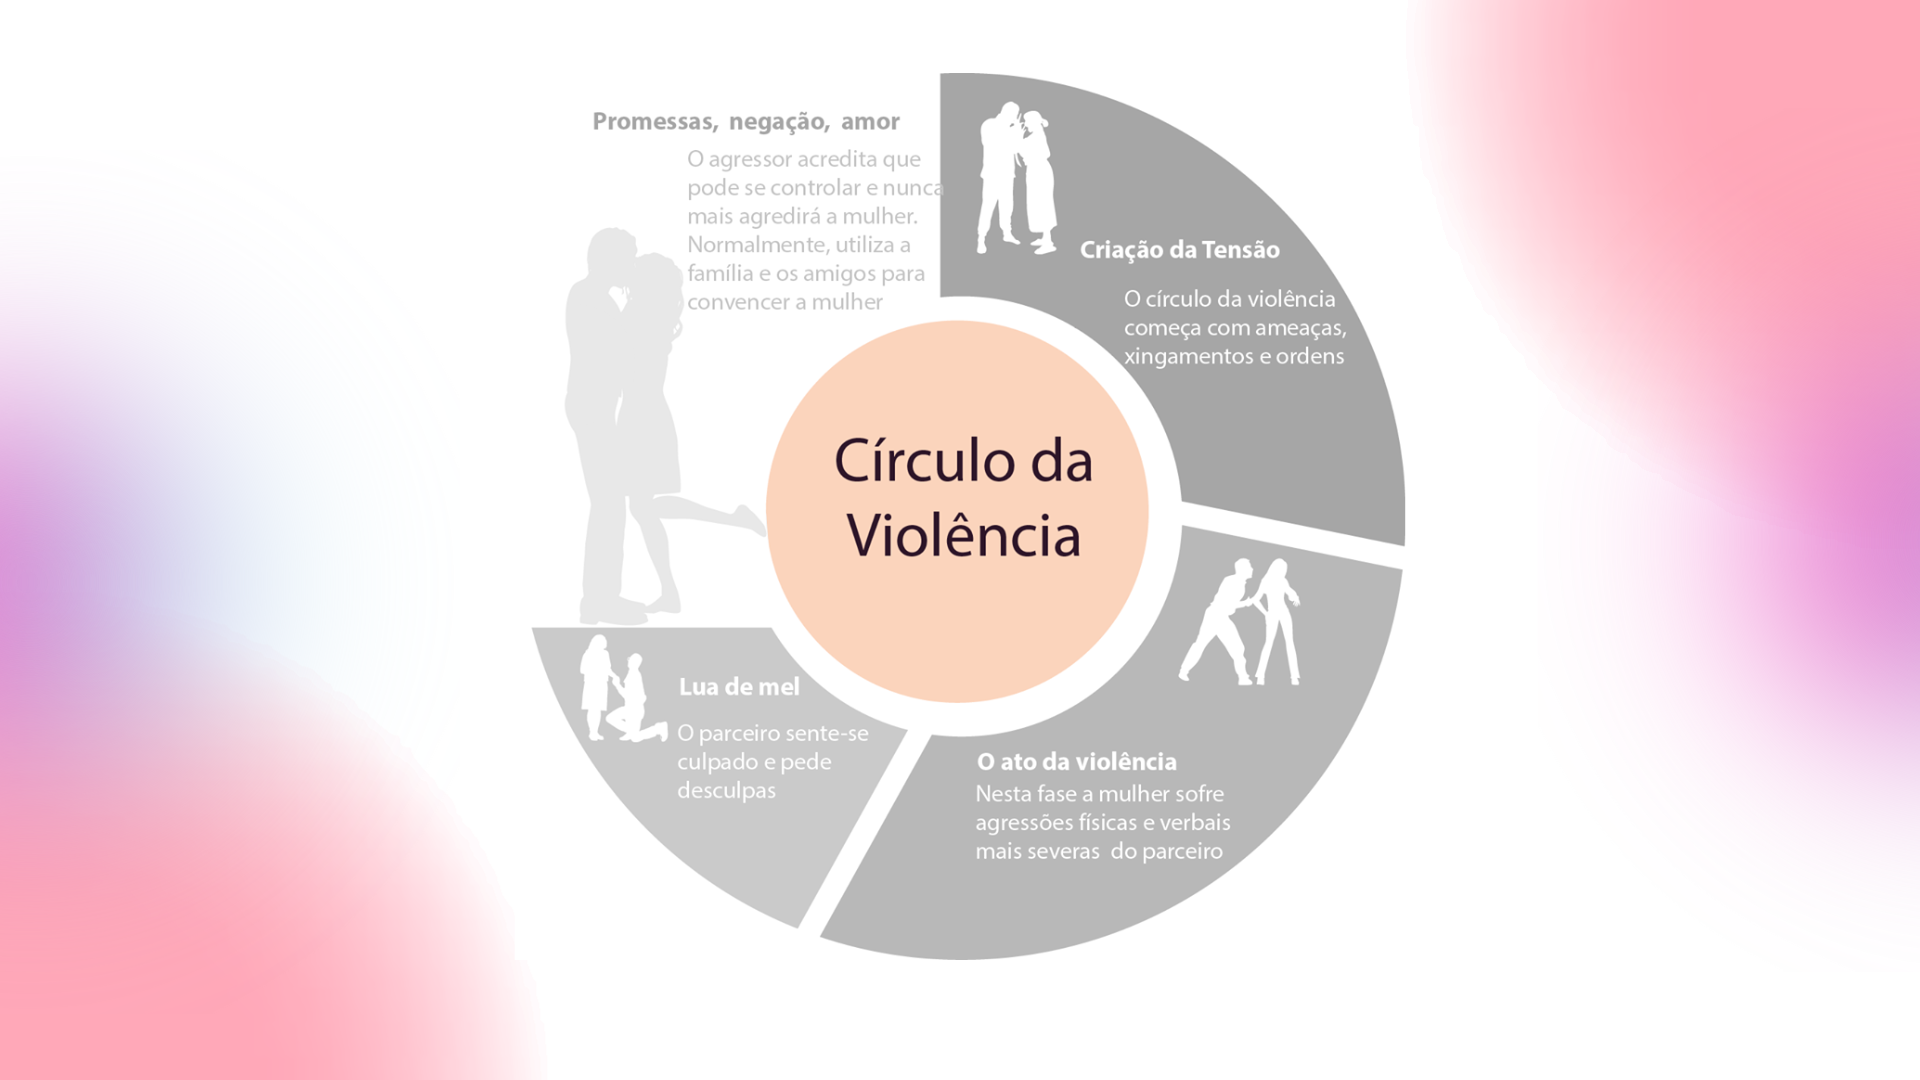 Promessas, negação, amor
O agressor acredita que
pode se controlar e nunca
mais agredirá a mulher.
Normalmente, utiliza a
família e os amigos para
convencer a mulher
Criação da Tensão
O círculo da violência
começa com ameaças,
xingamentos e ordens
Círculo da
Violência
Lua de mel
O parceiro sente-se
culpado e pede
desculpas
O ato da violência
Nesta fase a mulher sofre
agressões físicas e verbais
mais severas do parceiro